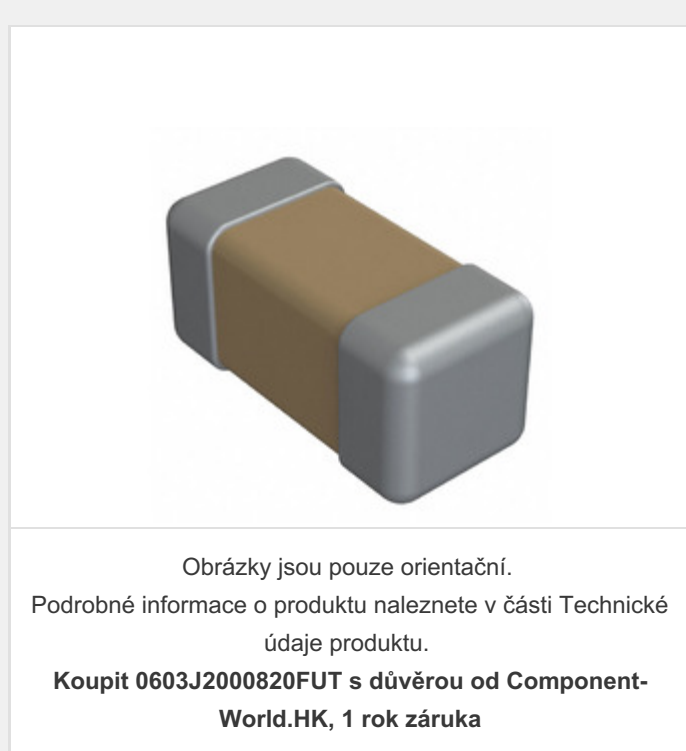 Obrázky jsou pouze orientační.
Podrobné informace o produktu naleznete v části Technické
údaje produktu.
Koupit 0603J2000820FUT s důvěrou od Component-
World.HK, 1 rok záruka